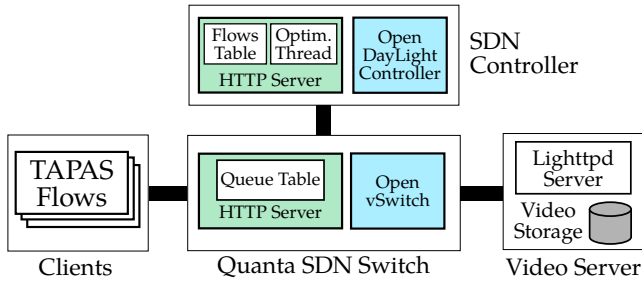 Flows
Table
Optim.
Thread
HTTP Server
Open
DayLight
Controller
SDN
Controller
TAPAS
Flows
Clients
Queue Table
HTTP Server
Open
vSwitch
Quanta SDN Switch
Lighttpd
Server
Video
Storage
Video Server